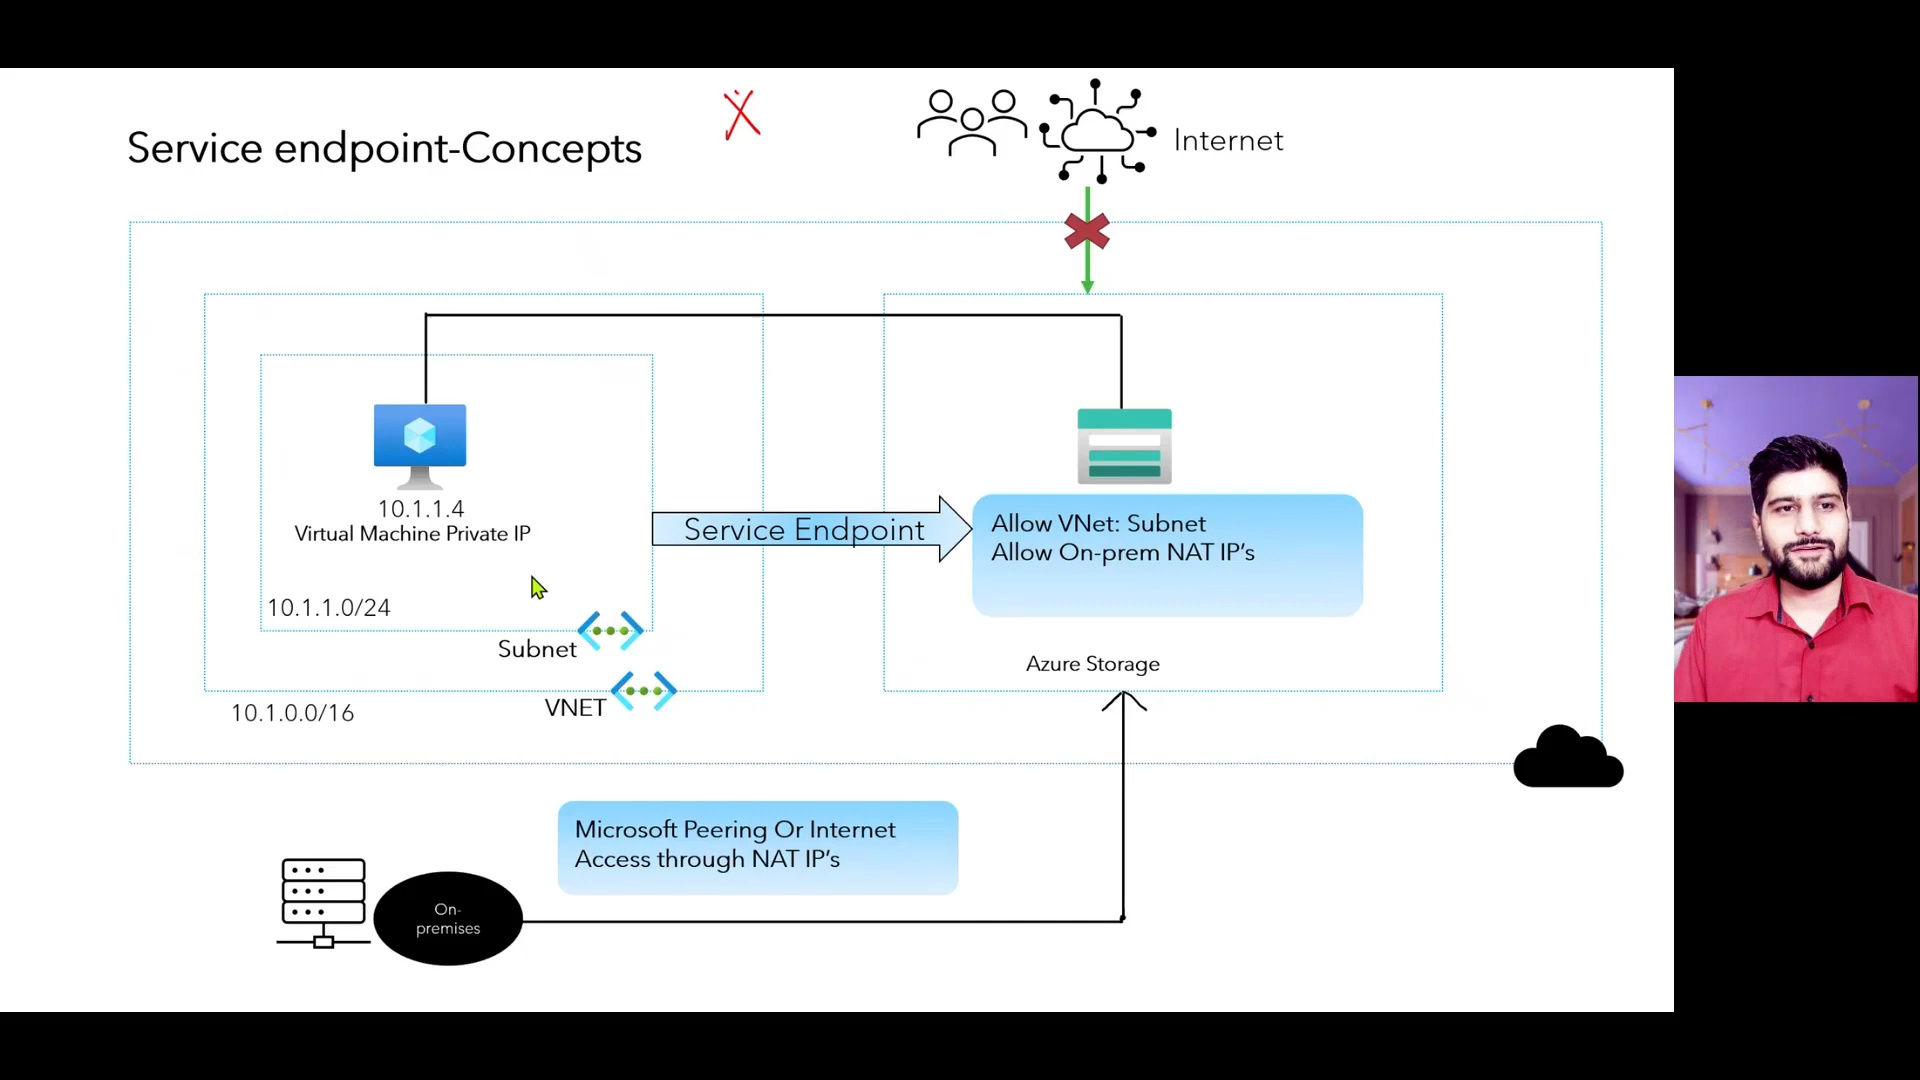 Service endpoint-Concepts
Internet
10.1.1.4
Virtual Machine Private IP
10.1.1.0/24
Subnet
10.1.0.0/16
VNET
Service Endpoint
Allow VNet: Subnet
Allow On-prem NAT IP's
Azure Storage
Microsoft Peering Or Internet
Access through NAT IP's
On-
premises